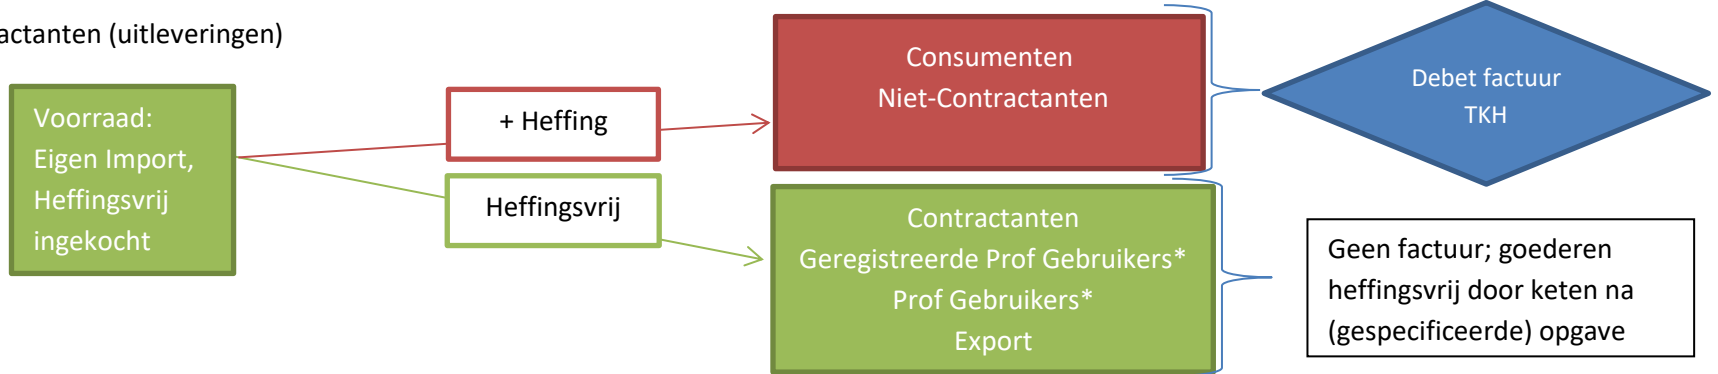 (uitleveringen)
Voorraad:
Eigen Import,
Heffingsvrij
ingekocht
+ Heffing
Heffingsvrij
Consumenten
Niet-Contractanten
Contractanten
Geregistreerde Prof Gebruikers*
Prof Gebruikers*
Export
Debet factuur
TKH
Geen factuur; goederen
heffingsvrij door keten na
(gespecificeerde) opgave